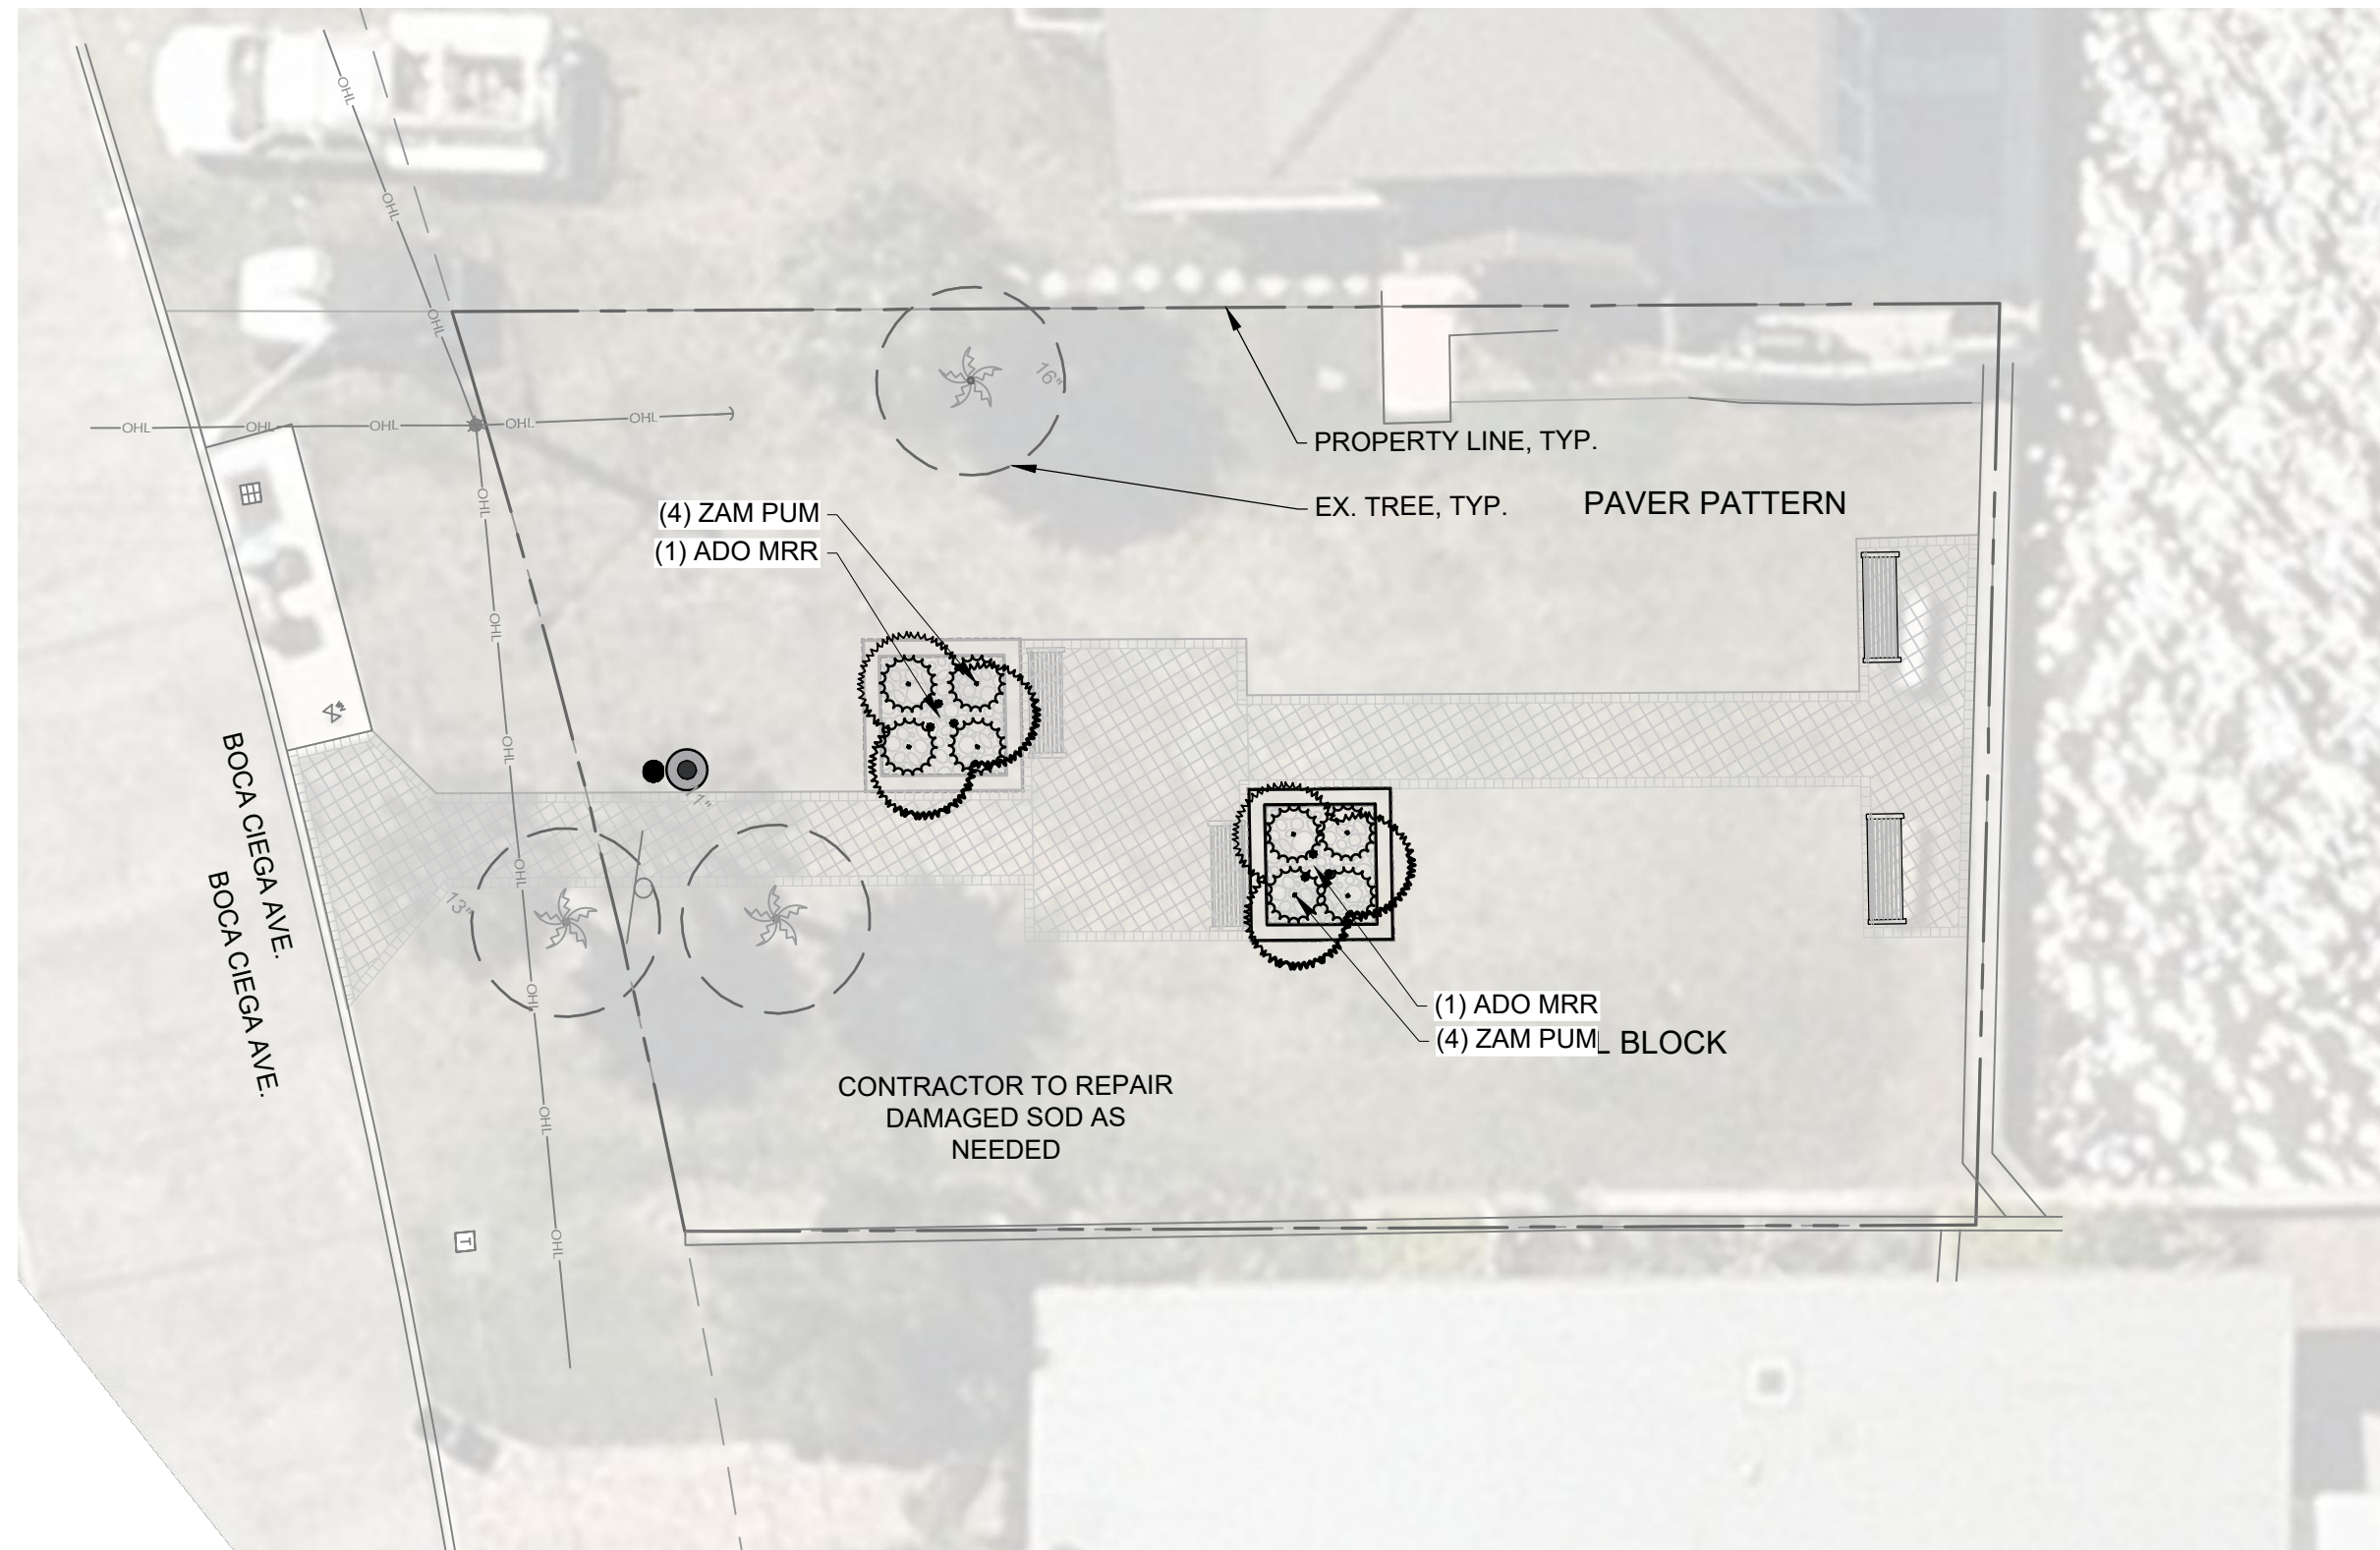 OHL
OHL
OHL
OHL
OHL
OHL
OHL
OHL
16"
PROPERTY LINE, TYP.
EX. TREE, TYP.
PAVER PATTERN
(4) ZAM PUM
(1) ADO MRR
OHL
OHL
OHL
BOCA CIEGA AVE.
BOCA CIEGA AVE.
13"
OHL
OHL
(1) ADO MRR
(4) ZAM PUM
L BLOCK
CONTRACTOR TO REPAIR
DAMAGED SOD AS
NEEDED
OHL
OHL
T